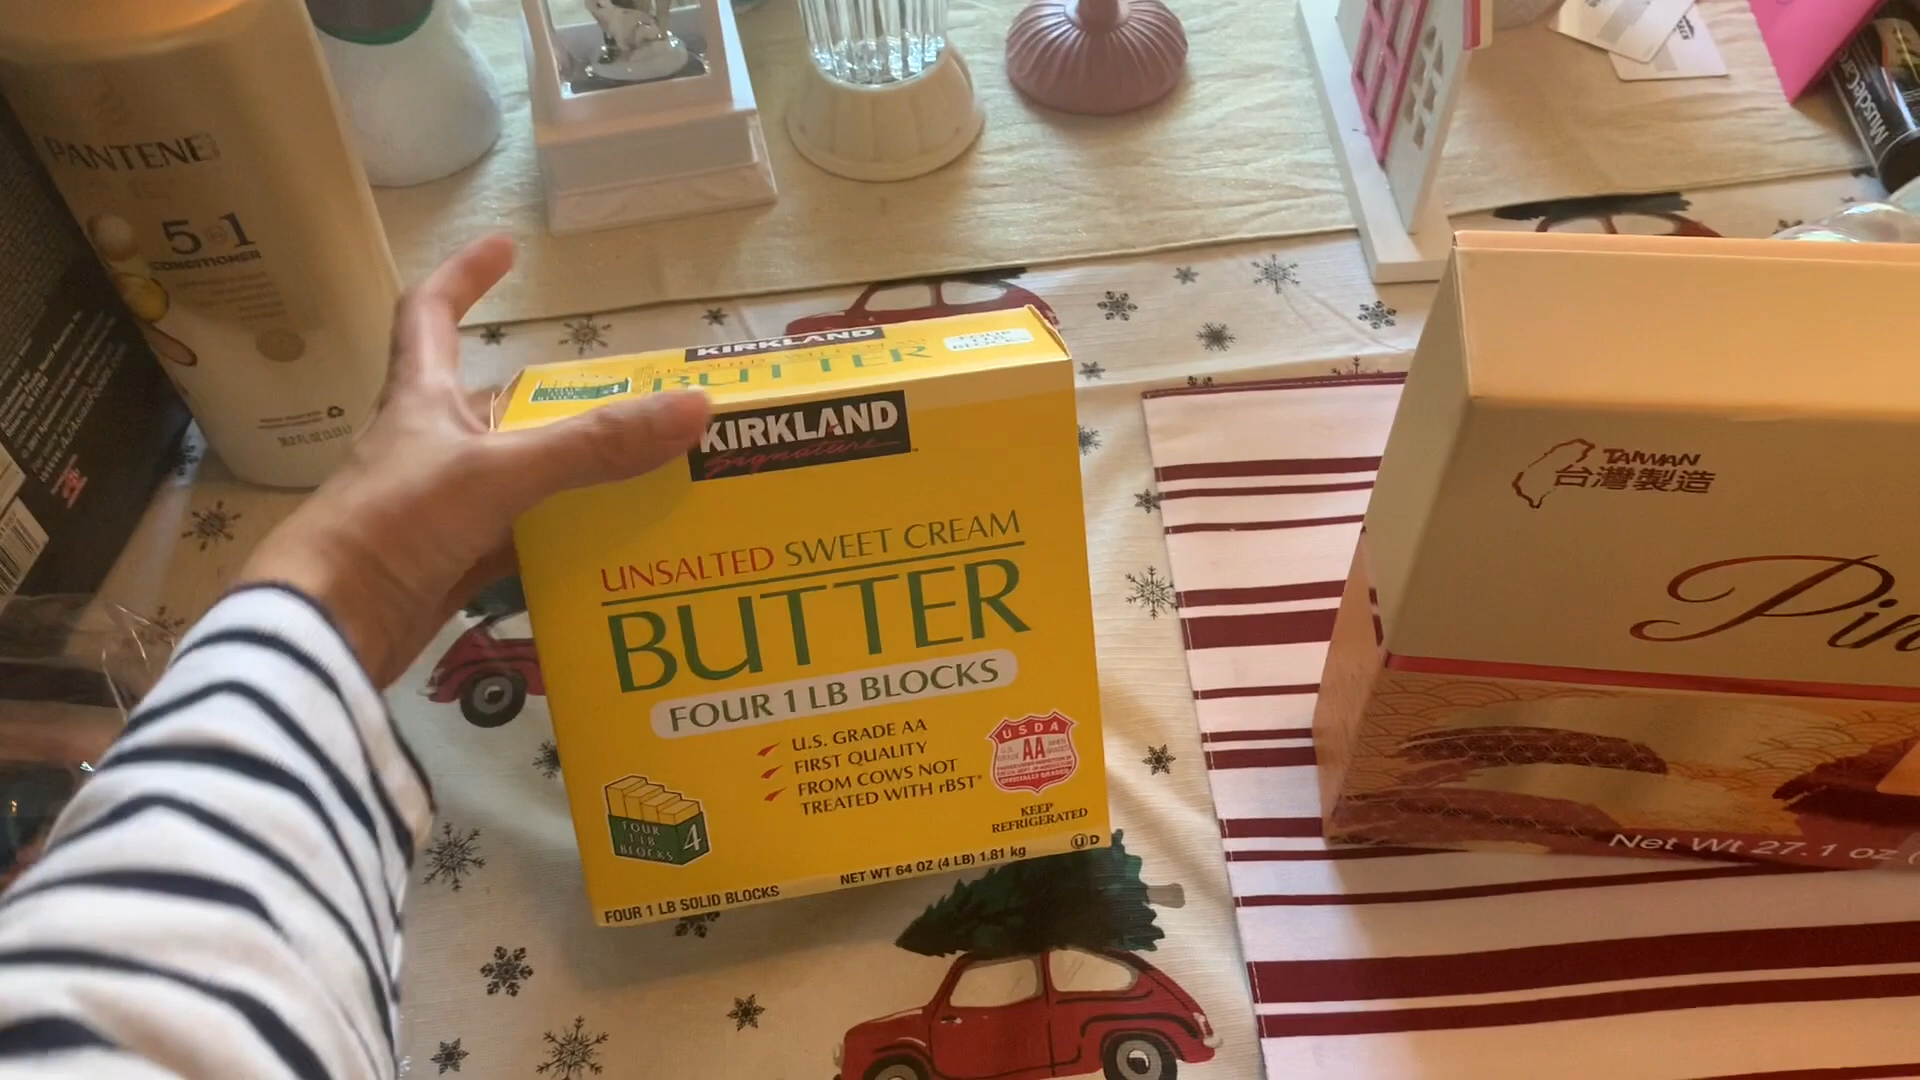 PANTENE
5 in 1
CONDITIONER
KIRKLAND
BUTTER
KIRKLAND
Signature
UNSALTED SWEET CREAM
BUTTER
FOUR 1 LB BLOCKS
U.S. GRADE AA
FIRST QUALITY
FROM COWS NOT
TREATED WITH rBST*
USDA
AA
KEEP
REFRIGERATED
FOUR
1 LB
BLOCKS 4
FOUR 1 LB SOLID BLOCKS
NET WT 64 OZ (4 LB) 1.81 kg
U D
TAIWAN
台灣製造
Pin
Net Wt 27.1 oz (
Muscle